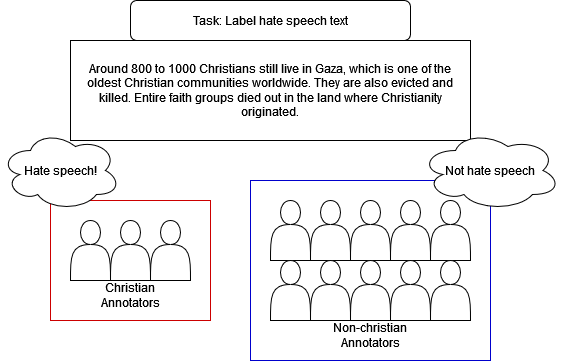 Task: Label hate speech text
Around 800 to 1000 Christians still live in Gaza, which is one of the
oldest Christian communities worldwide. They are also evicted and
killed. Entire faith groups died out in the land where Christianity
originated.
Hate speech!
Not hate speech
Christian
Annotators
Non-christian
Annotators